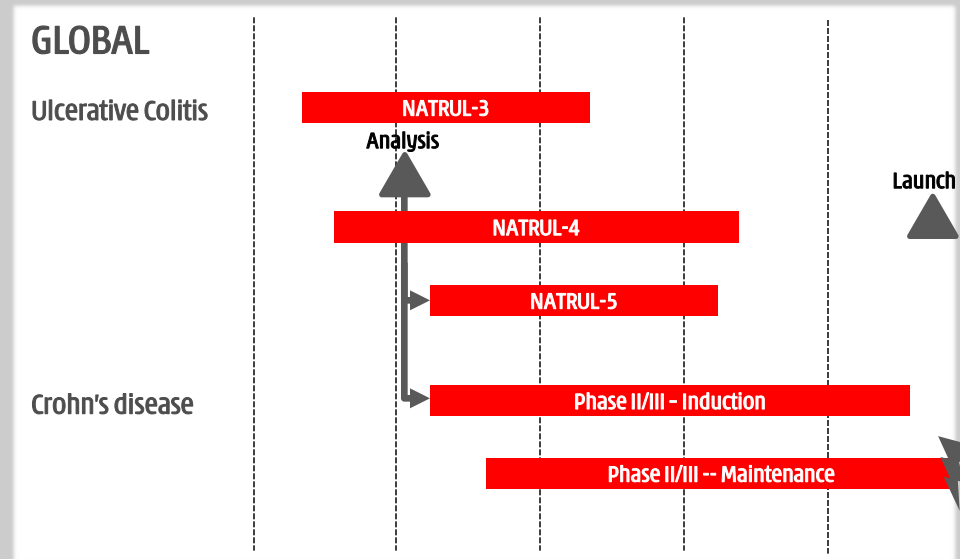 GLOBAL
Ulcerative Colitis
NATRUL-3
Analysis
Launch
NATRUL-4
NATRUL-5
Crohn's disease
Phase II/III – Induction
Phase II/III -- Maintenance